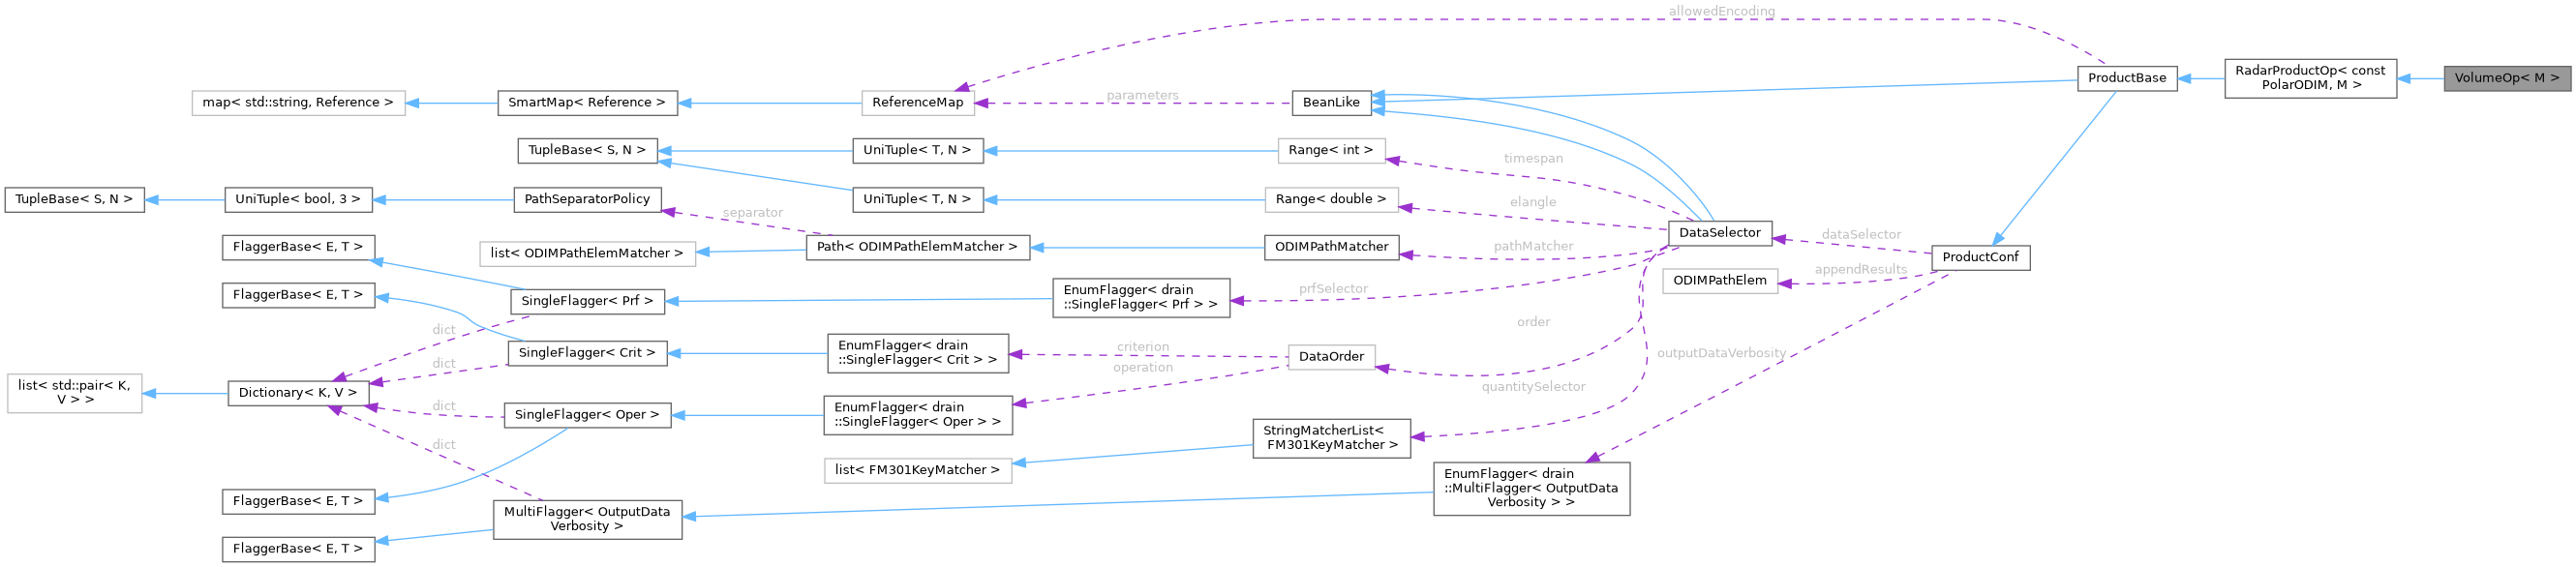 allowedEncoding
ProductBase
RadarProductOp< const
PolarODIM, M >
VolumeOp< M >
map< std::string, Reference >
SmartMap< Reference >
ReferenceMap
parameters
BeanLike
TupleBase< S, N >
UniTuple< T, N >
Range< int >
timespan
TupleBase< S, N >
UniTuple< bool, 3 >
PathSeparatorPolicy
separator
UniTuple< T, N >
Range< double >
elangle
DataSelector
dataSelector
ProductConf
FlaggerBase< E, T >
list< ODIMPathElemMatcher >
Path< ODIMPathElemMatcher >
ODIMPathMatcher
pathMatcher
ODIMPathElem
appendResults
FlaggerBase< E, T >
SingleFlagger< Prf >
EnumFlagger< drain
::SingleFlagger< Prf > >
prfSelector
order
dict
SingleFlagger< Crit >
EnumFlagger< drain
::SingleFlagger< Crit > >
criterion
operation
DataOrder
outputDataVerbosity
dict
list< std::pair< K,
V > >
Dictionary< K, V >
dict
SingleFlagger< Oper >
EnumFlagger< drain
::SingleFlagger< Oper > >
quantitySelector
dict
list< FM301KeyMatcher >
StringMatcherList<
FM301KeyMatcher >
FlaggerBase< E, T >
MultiFlagger< OutputData
Verbosity >
EnumFlagger< drain
::MultiFlagger< OutputData
Verbosity > >
FlaggerBase< E, T >